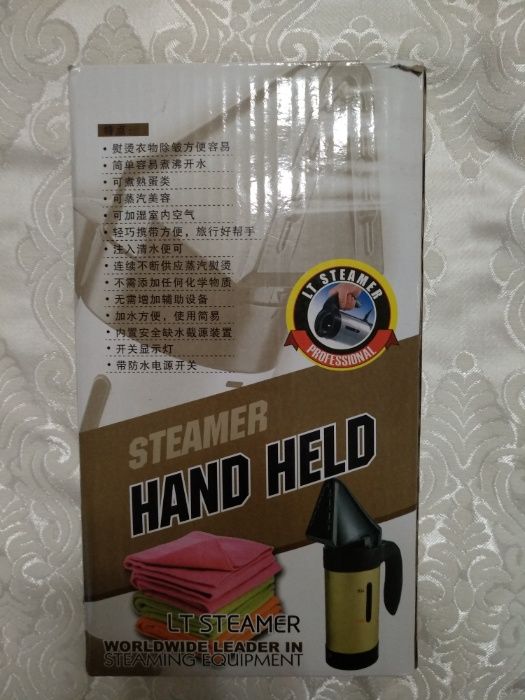 特点:
• 熨烫衣物除皱方便容易
• 简单容易煮沸开水
• 可煮熟蛋类
• 可蒸汽美容
• 可加湿室内空气
• 轻巧携带方便，旅行好帮手
• 注入清水便可
• 连续不断供应蒸汽熨烫
• 不需添加任何化学物质
• 无需增加辅助设备
• 加水方便，使用简易
• 内置安全缺水截源装置
• 开关显示灯
• 带防水电源开关
LT STEAMER
PROFESSIONAL
STEAMER
HAND HELD
LT STEAMER
WORLDWIDE LEADER IN
STEAMING EQUIPMENT